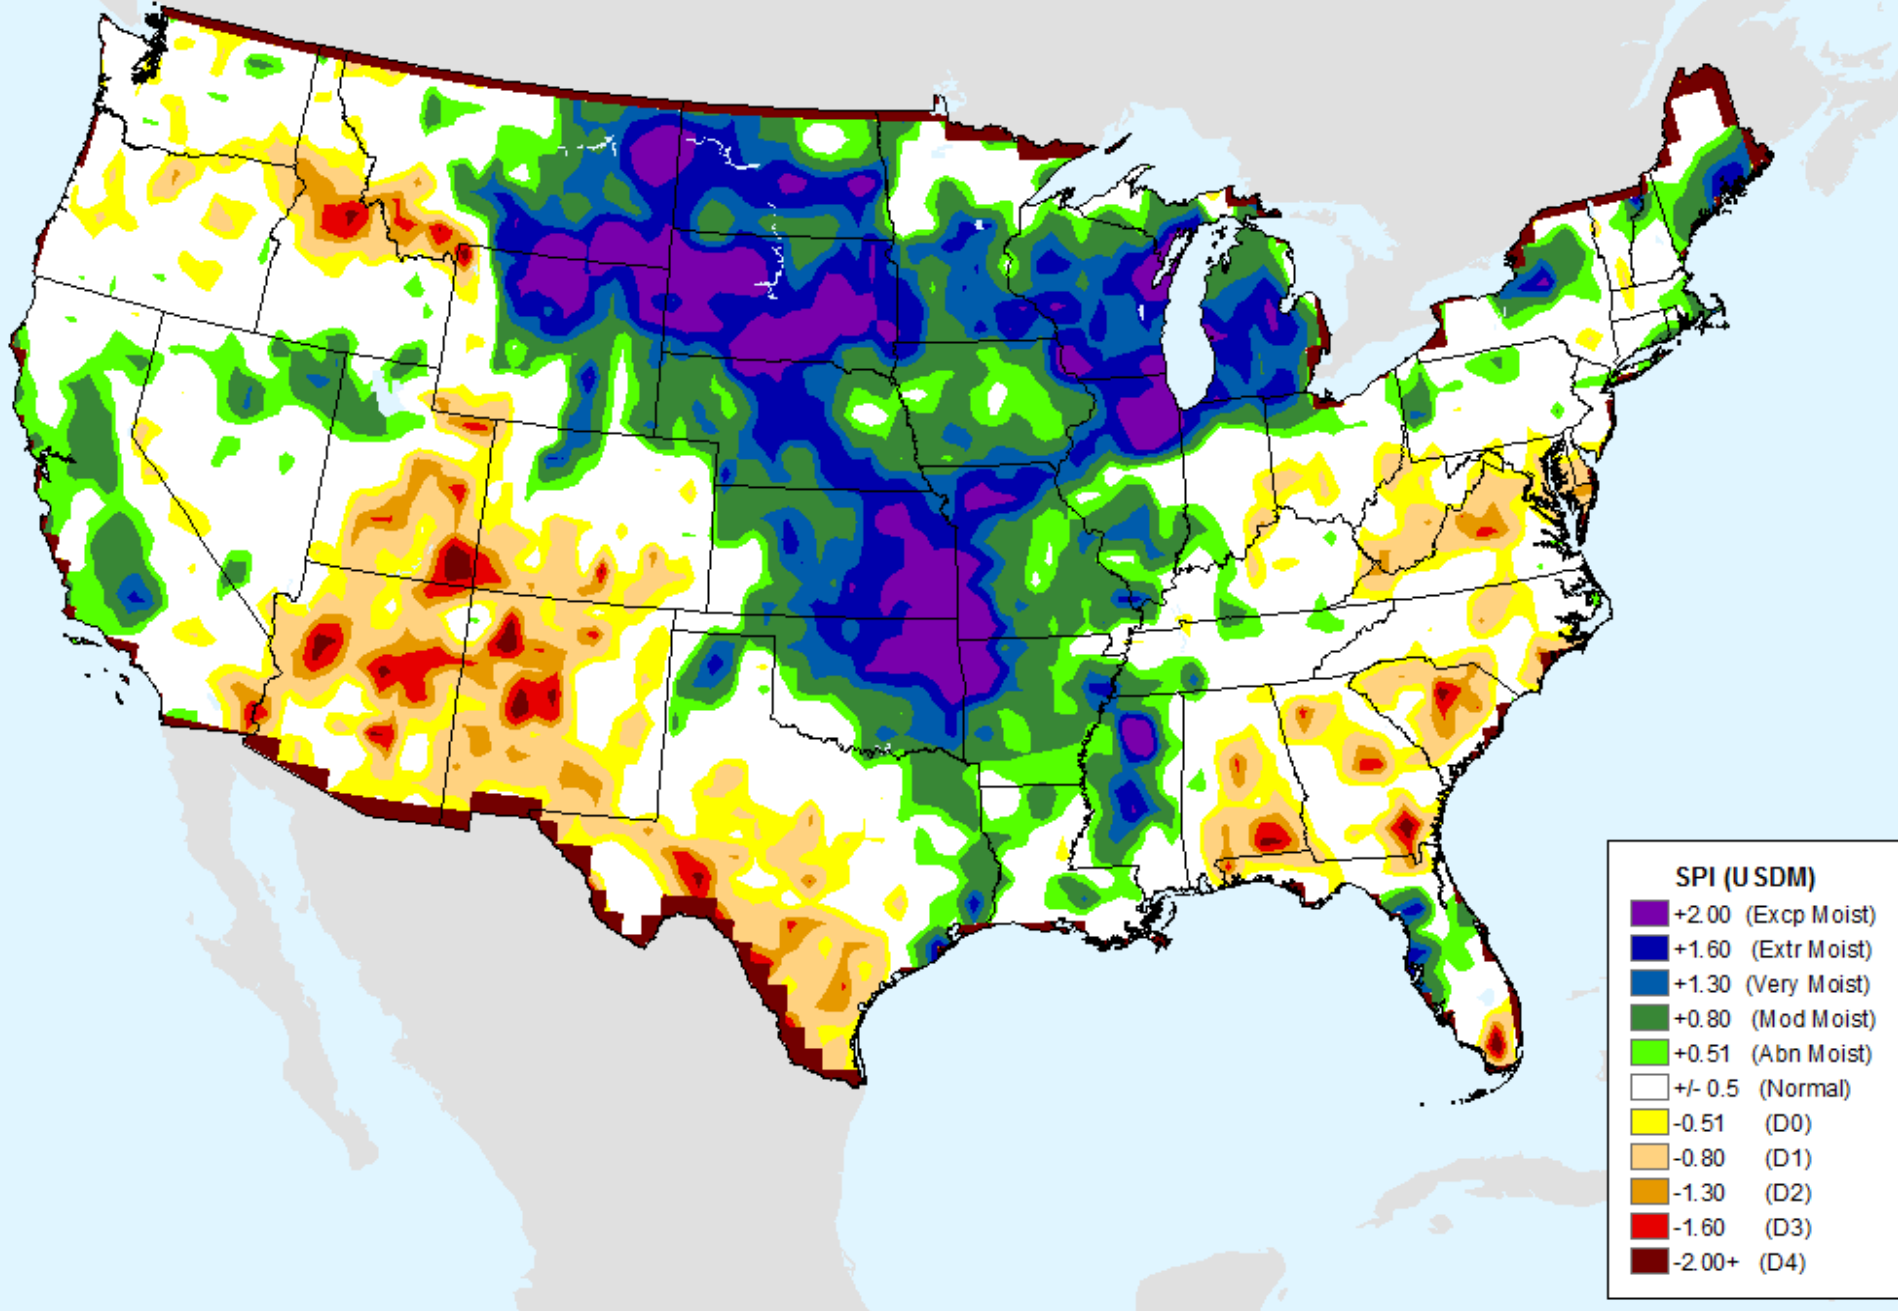 SPI (USDM)
+2.00 (Excp Moist)
+1.60 (Extr Moist)
+1.30 (Very Moist)
+0.80 (Mod Moist)
+0.51 (Abn Moist)
+/- 0.5 (Normal)
-0.51 (D0)
-0.80 (D1)
-1.30 (D2)
-1.60 (D3)
-2.00+ (D4)